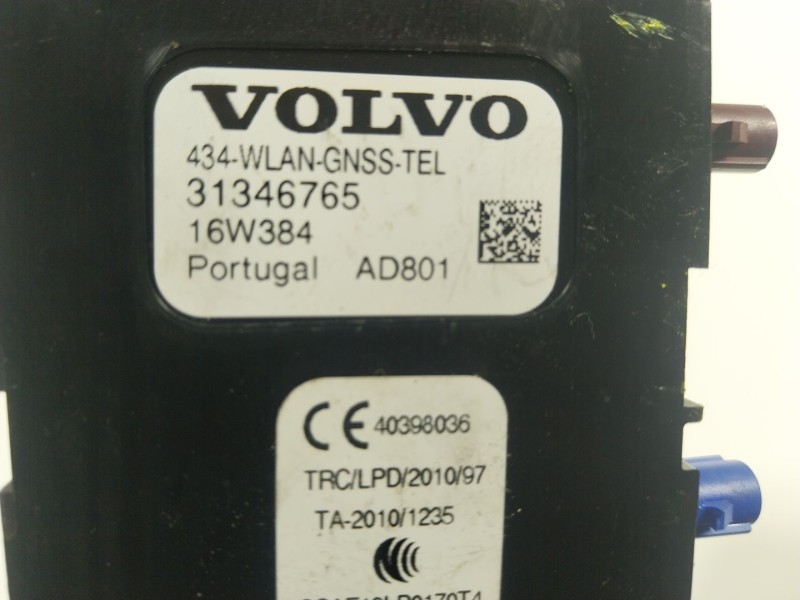 VOLVO
434-WLAN-GNSS-TEL
31346765
16W384
Portugal AD801
CE 40398036
TRC/LPD/2010/97
TA-2010/1235